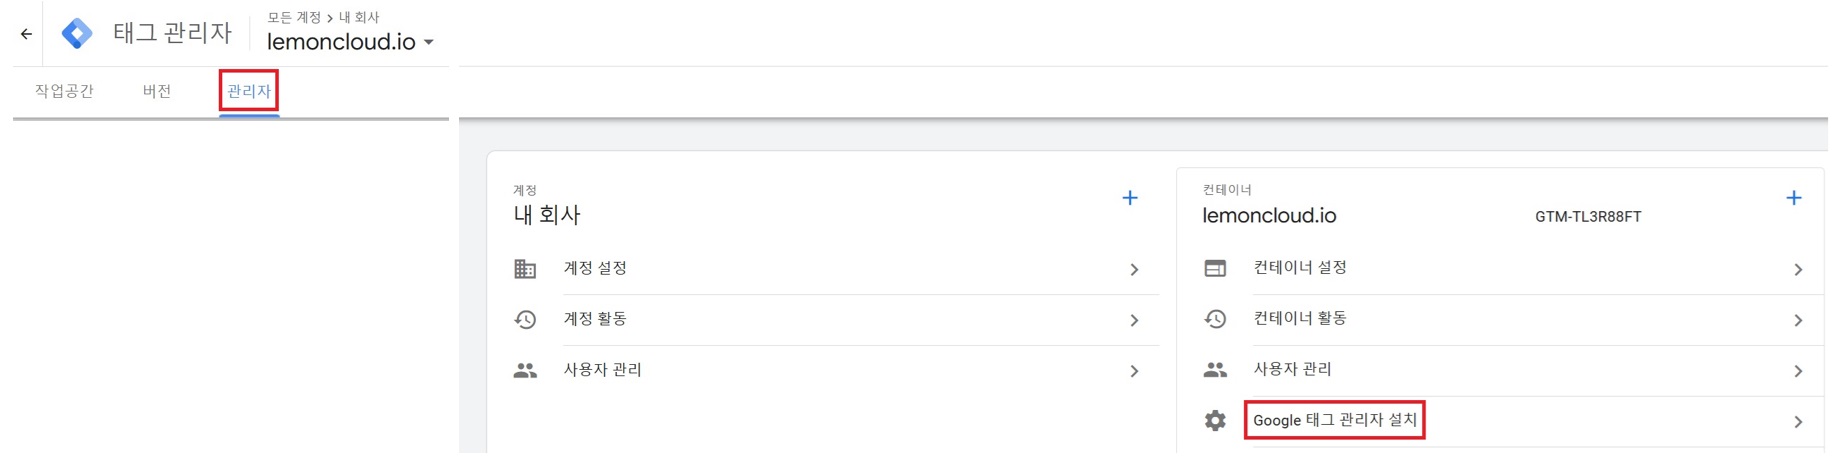 태그 관리자
모든 계정 > 내 회사
lemoncloud.io
작업공간
버전
관리자
계정
내 회사
계정 설정
계정 활동
사용자 관리
컨테이너
lemoncloud.io
GTM-TL3R88FT
컨테이너 설정
컨테이너 활동
사용자 관리
Google 태그 관리자 설치